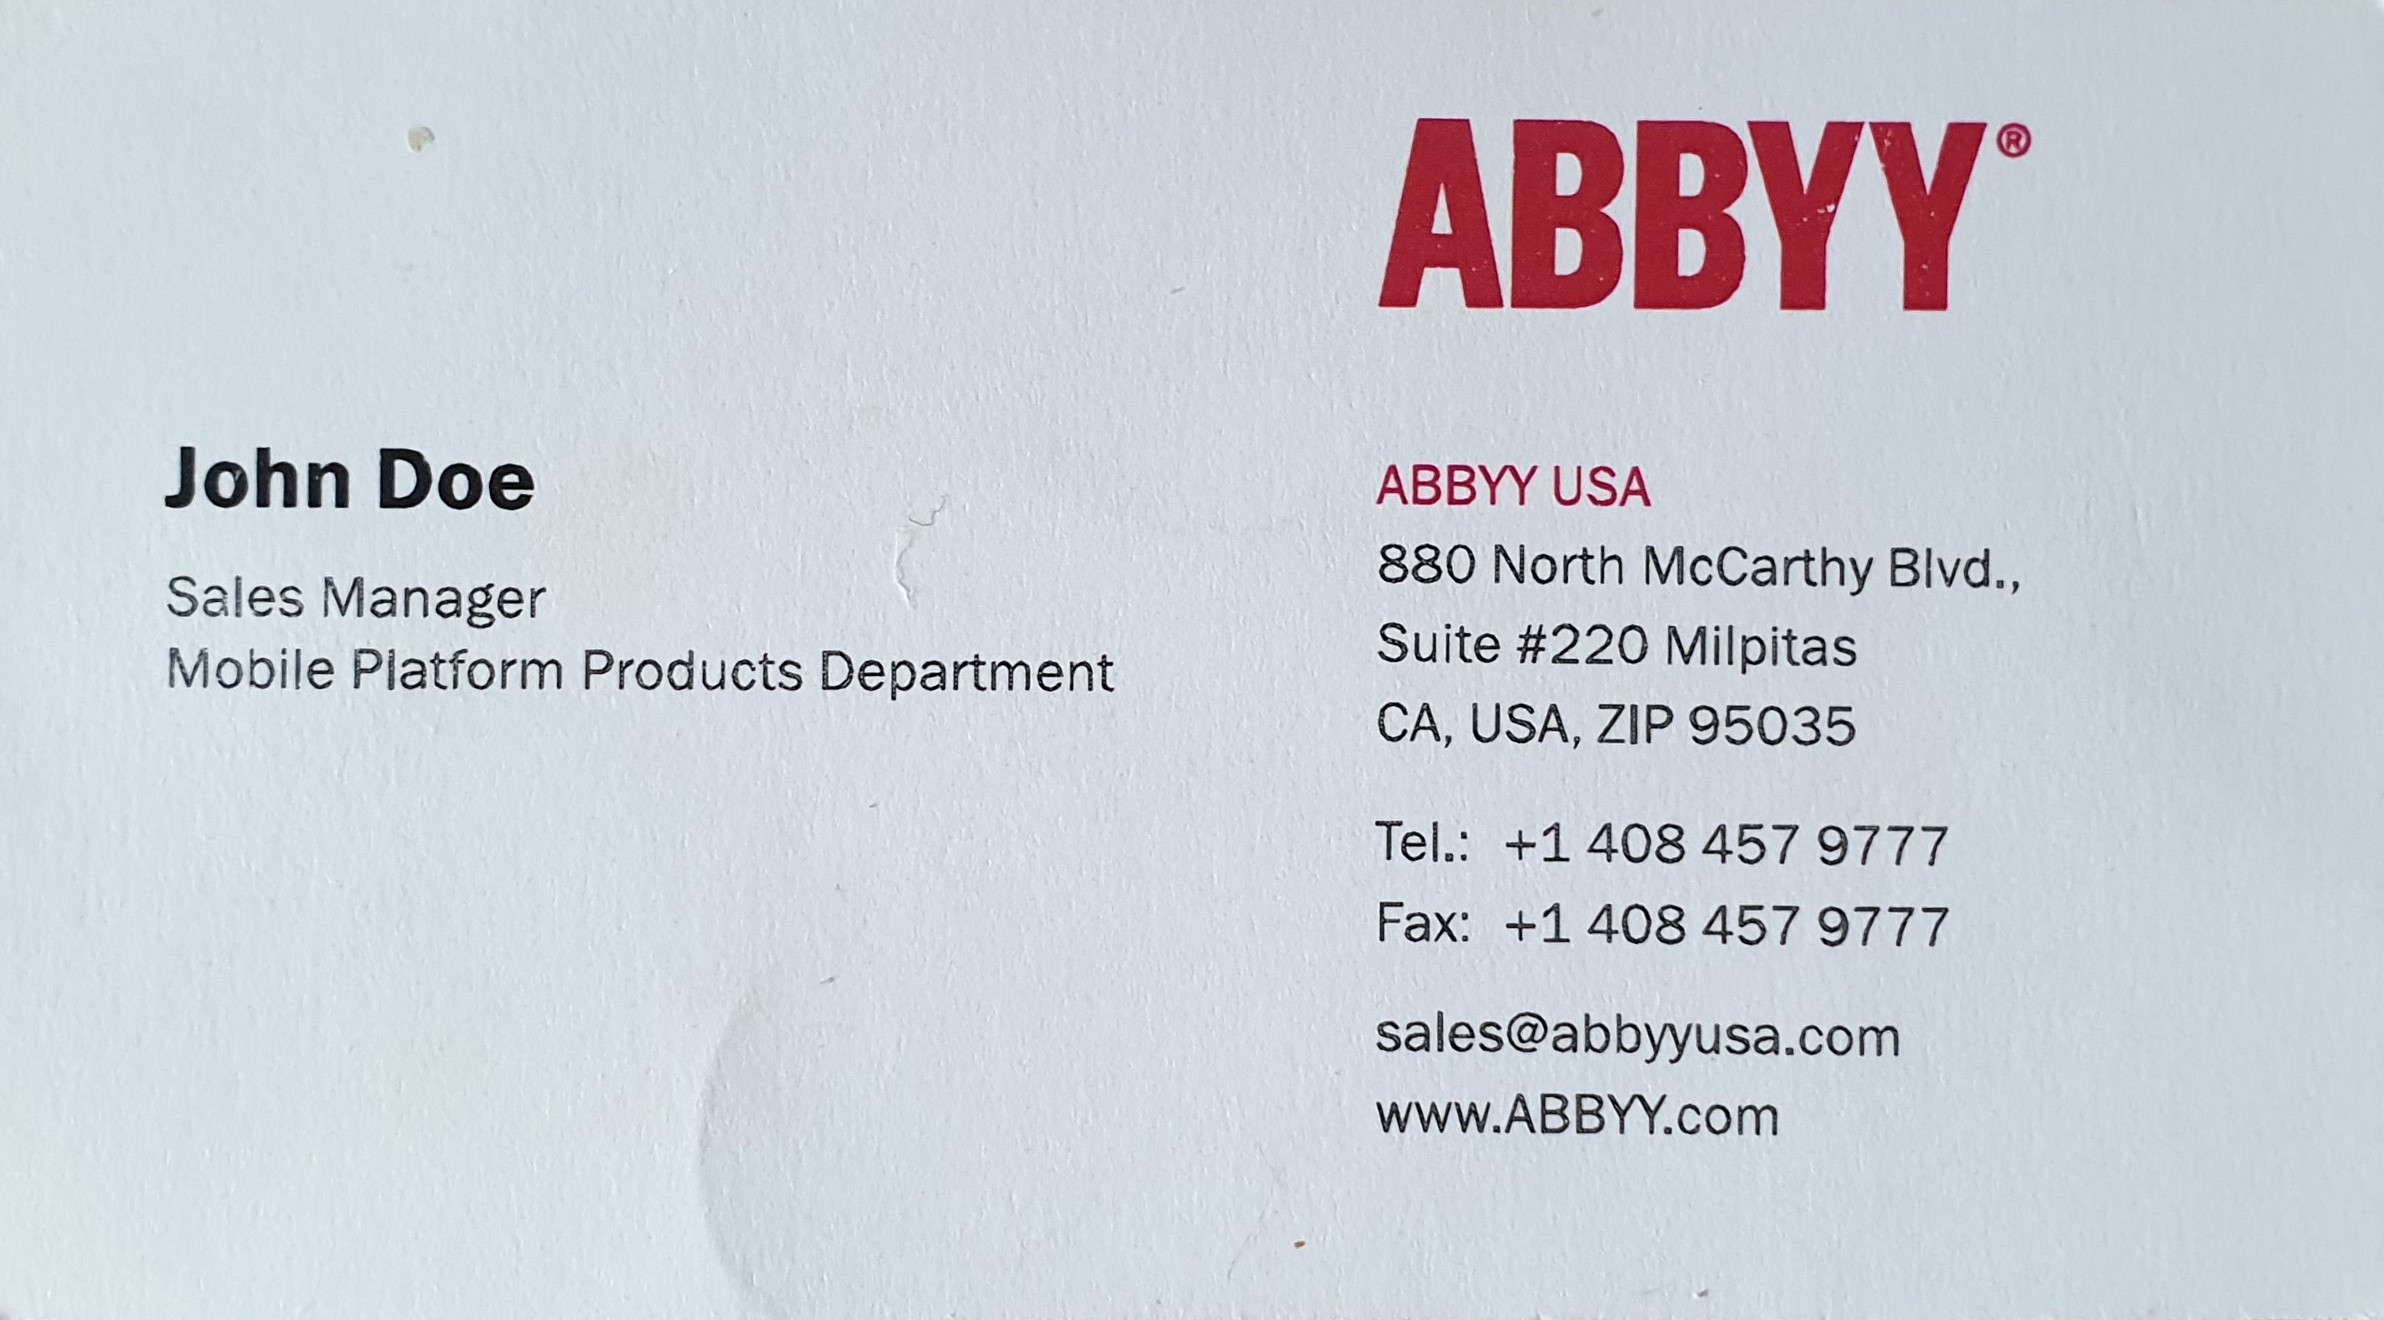 ABBYY®
John Doe
Sales Manager
Mobile Platform Products Department
ABBYY USA
880 North McCarthy Blvd.,
Suite #220 Milpitas
CA, USA, ZIP 95035
Tel.: +1 408 457 9777
Fax: +1 408 457 9777
sales@abbyyusa.com
www.ABBYY.com